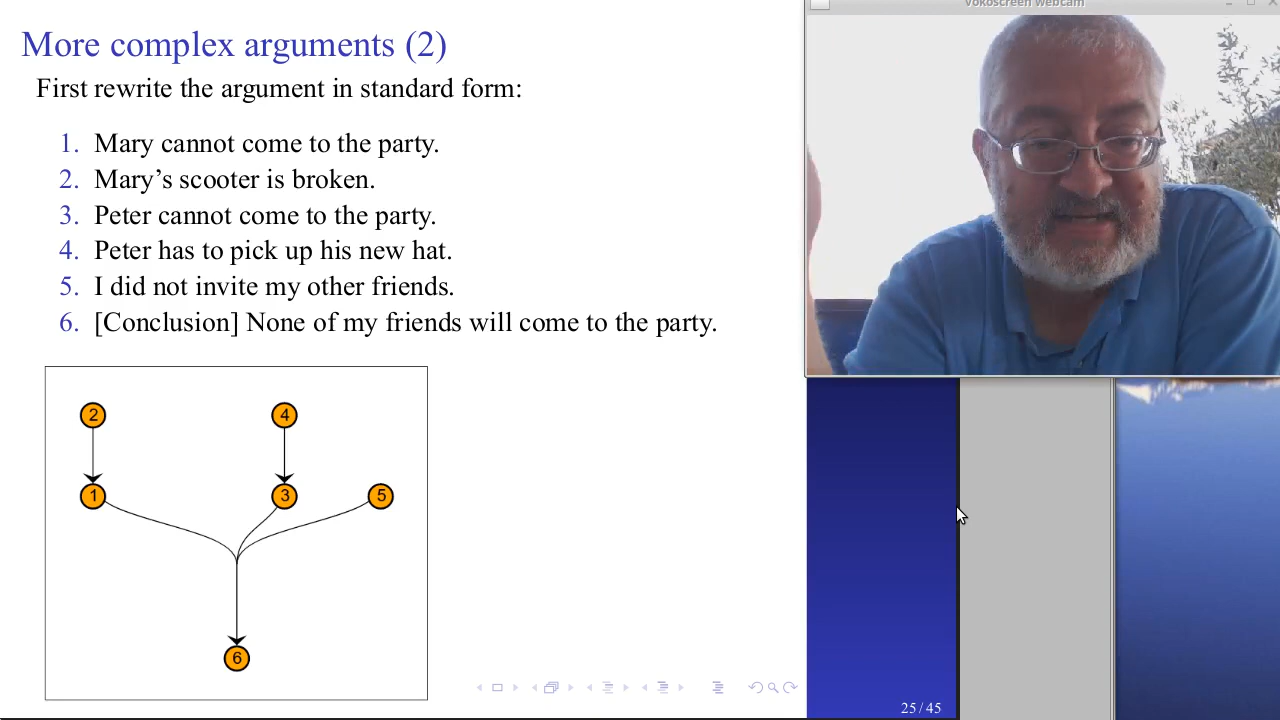 vokoscreen webcam
More complex arguments (2)
First rewrite the argument in standard form:
1. Mary cannot come to the party.
2. Mary’s scooter is broken.
3. Peter cannot come to the party.
4. Peter has to pick up his new hat.
5. I did not invite my other friends.
6. [Conclusion] None of my friends will come to the party.
2 4
1 3 5
6
25 / 45